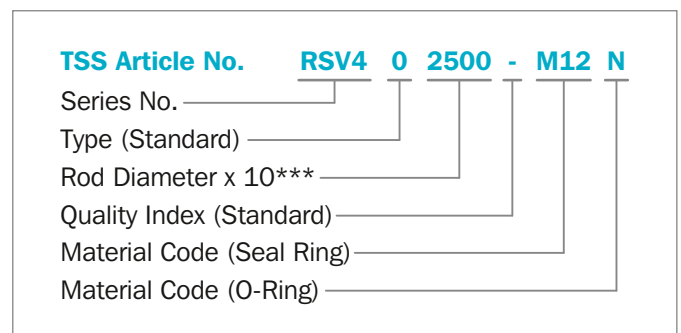 TSS Article No. RSV4 0 2500 - M12 N
Series No.
Type (Standard)
Rod Diameter x 10***
Quality Index (Standard)
Material Code (Seal Ring)
Material Code (O-Ring)